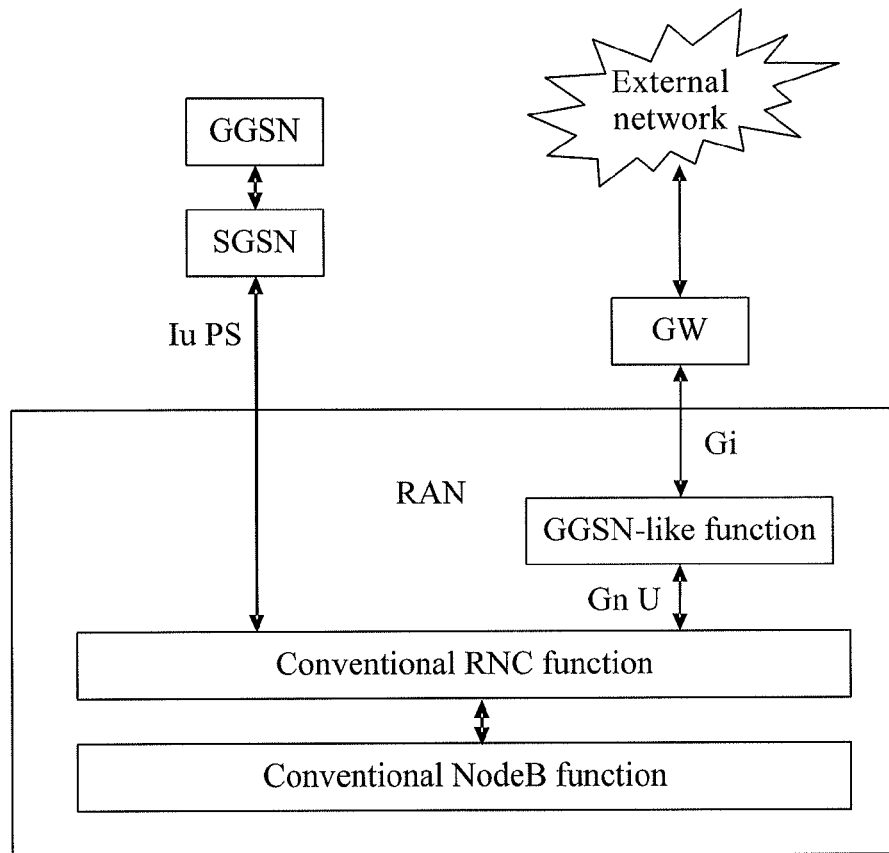 External
network
GGSN
SGSN
Iu PS
GW
Gi
RAN
GGSN-like function
Gn U
Conventional RNC function
Conventional NodeB function